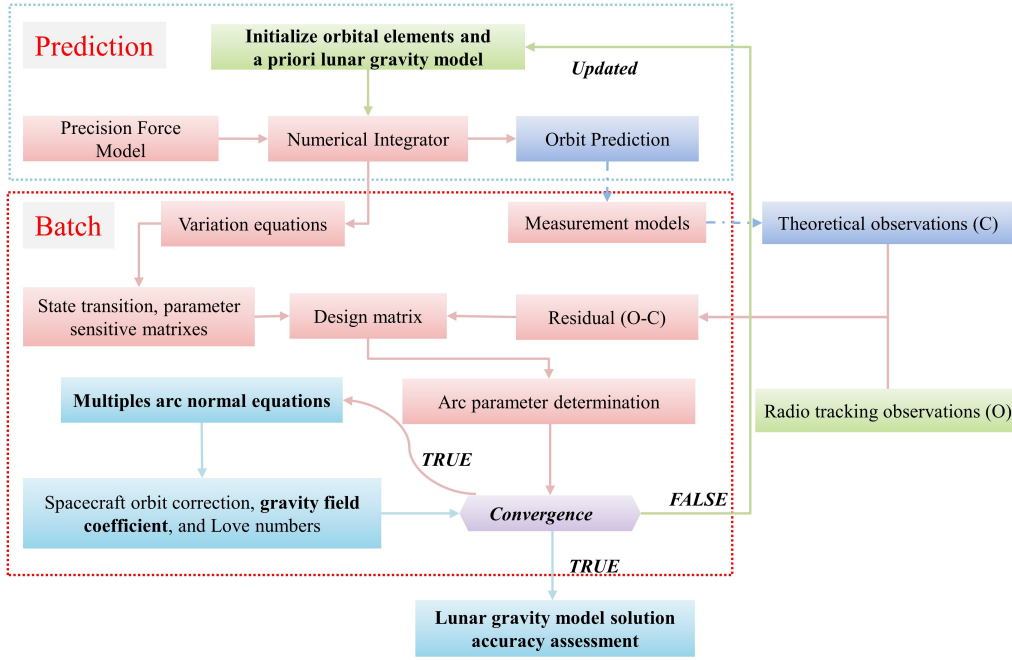 Prediction
Initialize orbital elements and
a priori lunar gravity model
Updated
Precision Force
Model
Numerical Integrator
Orbit Prediction
Batch
Variation equations
Measurement models
Theoretical observations (C)
State transition, parameter
sensitive matrixes
Design matrix
Residual (O-C)
Multiples arc normal equations
Arc parameter determination
Radio tracking observations (O)
TRUE
Spacecraft orbit correction, gravity field
coefficient, and Love numbers
Convergence
FALSE
TRUE
Lunar gravity model solution
accuracy assessment